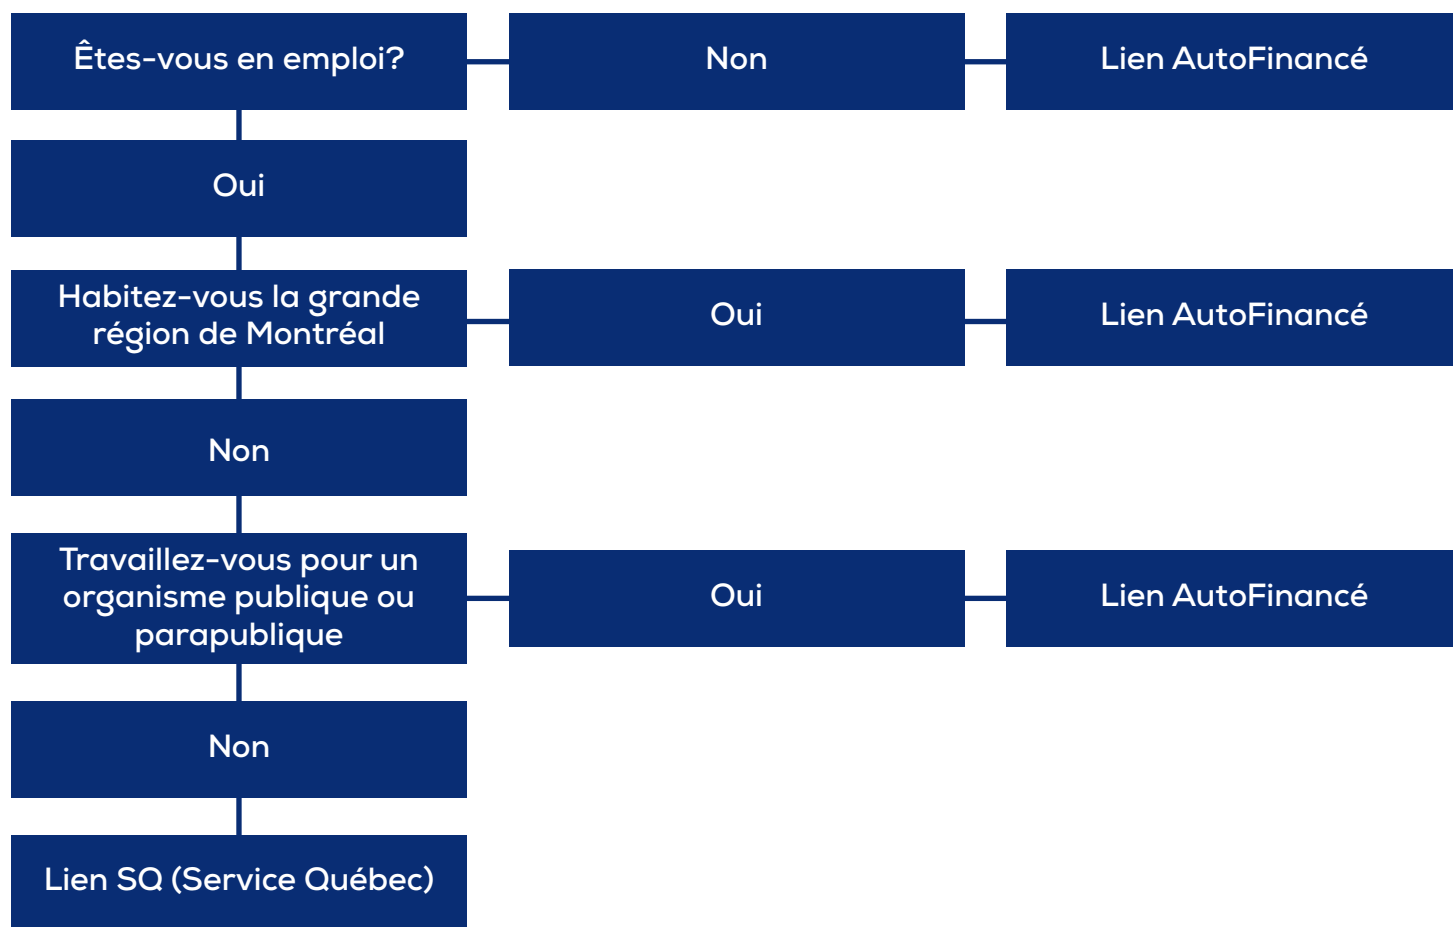 Êtes-vous en emploi?
Non
Lien AutoFinancé
Oui
Habitez-vous la grande
région de Montréal
Oui
Lien AutoFinancé
Non
Travaillez-vous pour un
organisme publique ou
parapublique
Oui
Lien AutoFinancé
Non
Lien SQ (Service Québec)